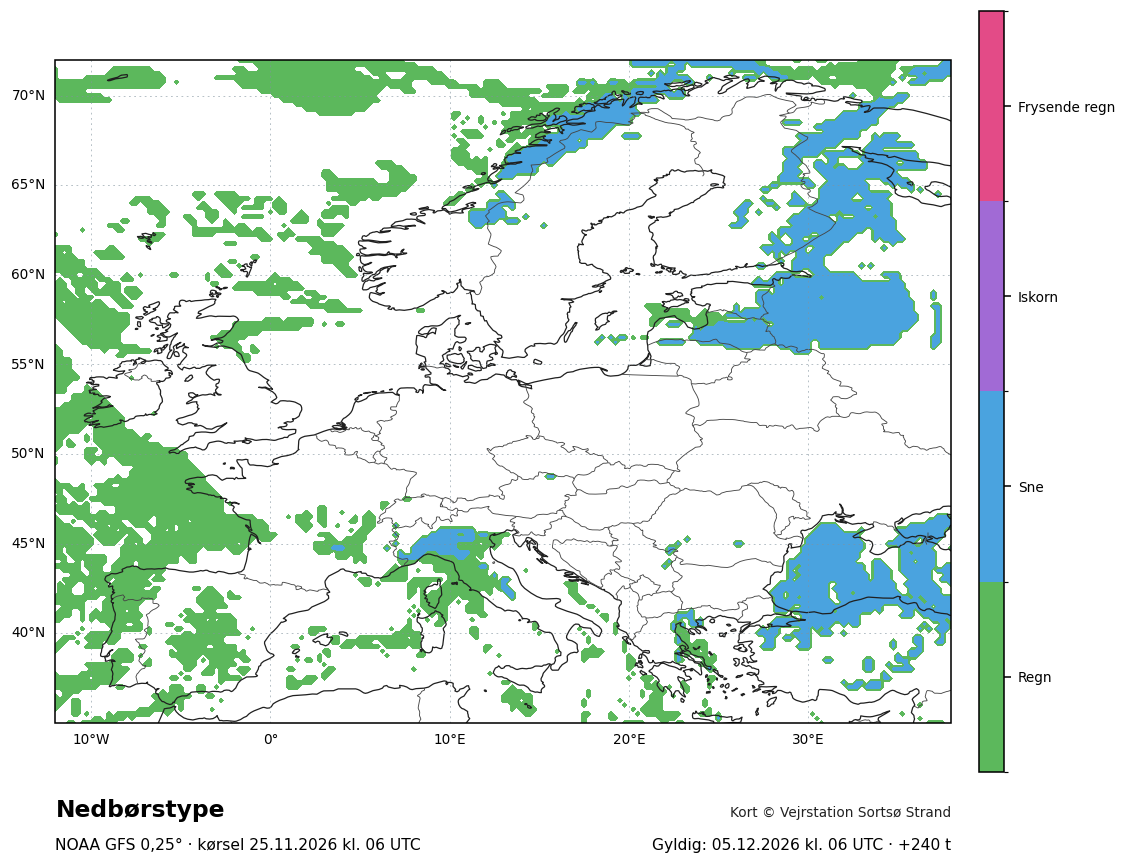 Frysende regn
Iskorn
Sne
Regn
70°N
65°N
60°N
55°N
50°N
45°N
40°N
10°W
0°
10°E
20°E
30°E
Nedbørstype
Kort © Vejrstation Sortsø Strand
NOAA GFS 0,25° · kørsel 25.11.2026 kl. 06 UTC
Gyldig: 05.12.2026 kl. 06 UTC · +240 t